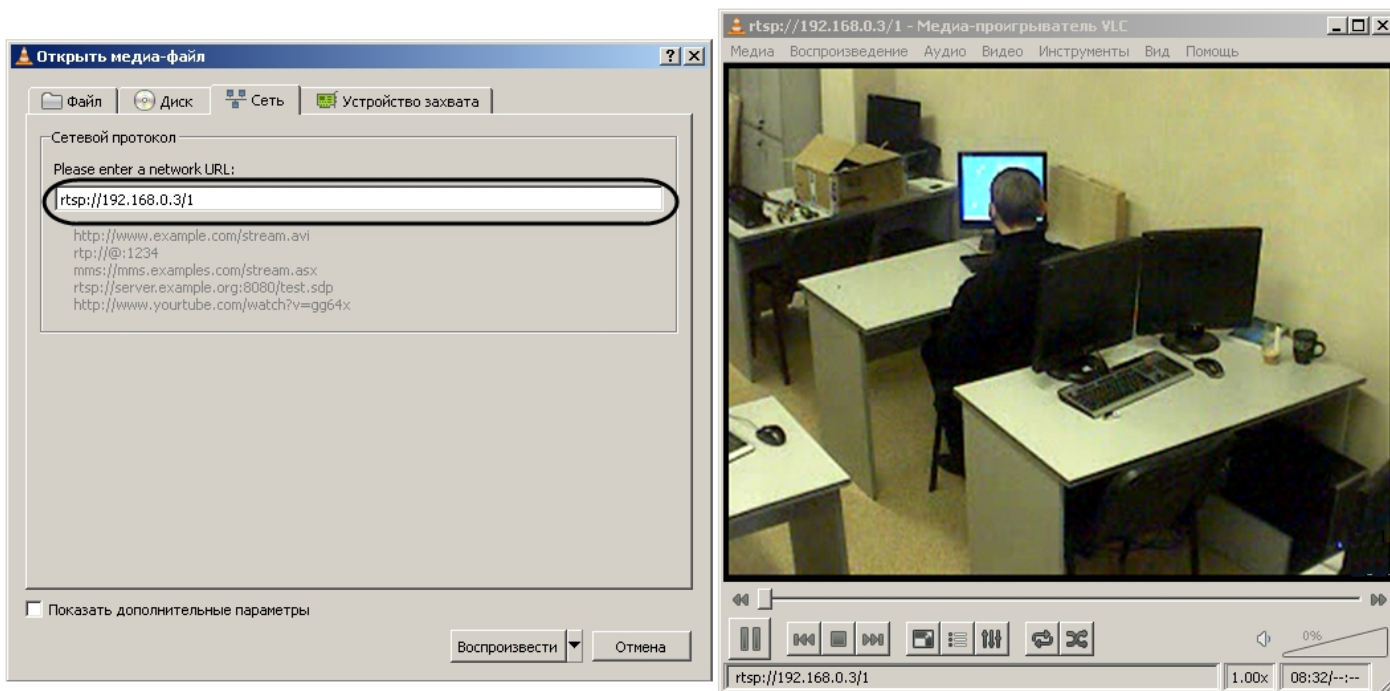 Открыть медиа-файл
Файл
Диск
Сеть
Устройство захвата
Сетевой протокол
Please enter a network URL:
rtsp://192.168.0.3/1
http://www.example.com/stream.avi
rtp://@:1234
mms://mms.examples.com/stream.asx
rtsp://server.example.org:8080/test.sdp
http://www.yourtube.com/watch?v=gg64x
Показать дополнительные параметры
Воспроизвести
Отмена
rtsp://192.168.0.3/1 - Медиа-проигрыватель VLC
Медиа Воспроизведение Аудио Видео Инструменты Вид Помощь
0%
rtsp://192.168.0.3/1
1.00x
08:32/--:--